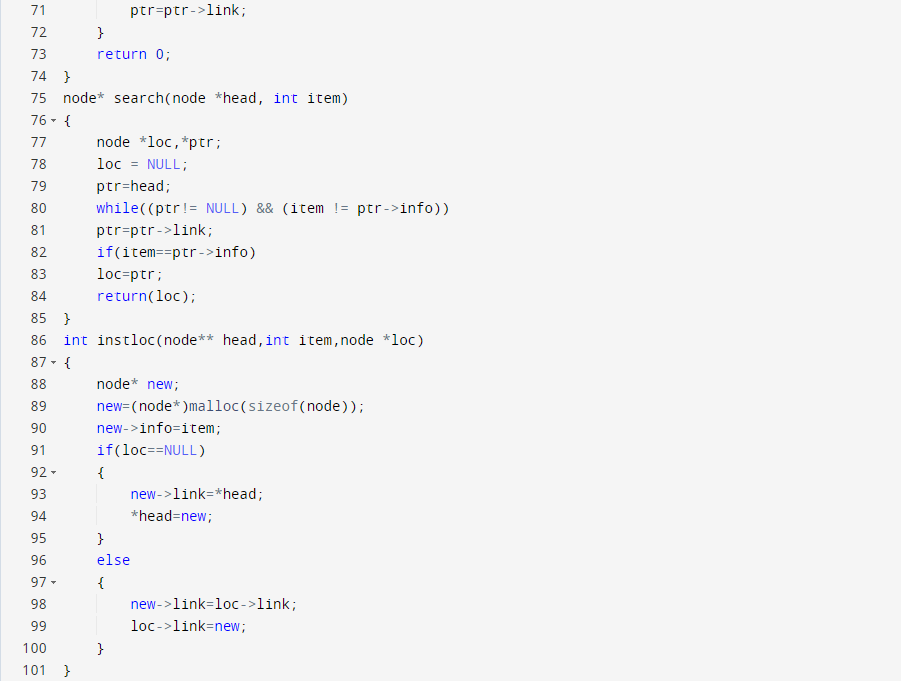 71         ptr=ptr->link;
72     }
73     return 0;
74 }
75 node* search(node *head, int item)
76 {
77     node *loc,*ptr;
78     loc = NULL;
79     ptr=head;
80     while((ptr!= NULL) && (item != ptr->info))
81     ptr=ptr->link;
82     if(item==ptr->info)
83     loc=ptr;
84     return(loc);
85 }
86 int instloc(node** head,int item,node *loc)
87 {
88     node* new;
89     new=(node*)malloc(sizeof(node));
90     new->info=item;
91     if(loc==NULL)
92     {
93         new->link=*head;
94         *head=new;
95     }
96     else
97     {
98         new->link=loc->link;
99         loc->link=new;
100     }
101 }